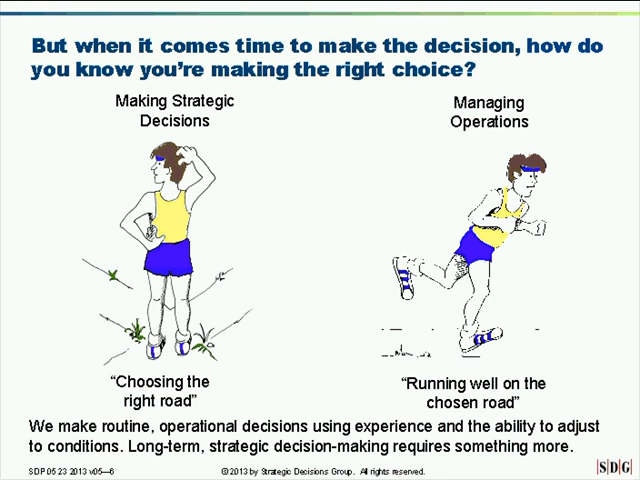 But when it comes time to make the decision, how do
you know you're making the right choice?
Making Strategic
Decisions
Managing
Operations
“Choosing the
right road”
“Running well on the
chosen road”
We make routine, operational decisions using experience and the ability to adjust
to conditions. Long-term, strategic decision-making requires something more.
SDP 05 23 2013 v05—6
© 2013 by Strategic Decisions Group. All rights reserved.
SDG